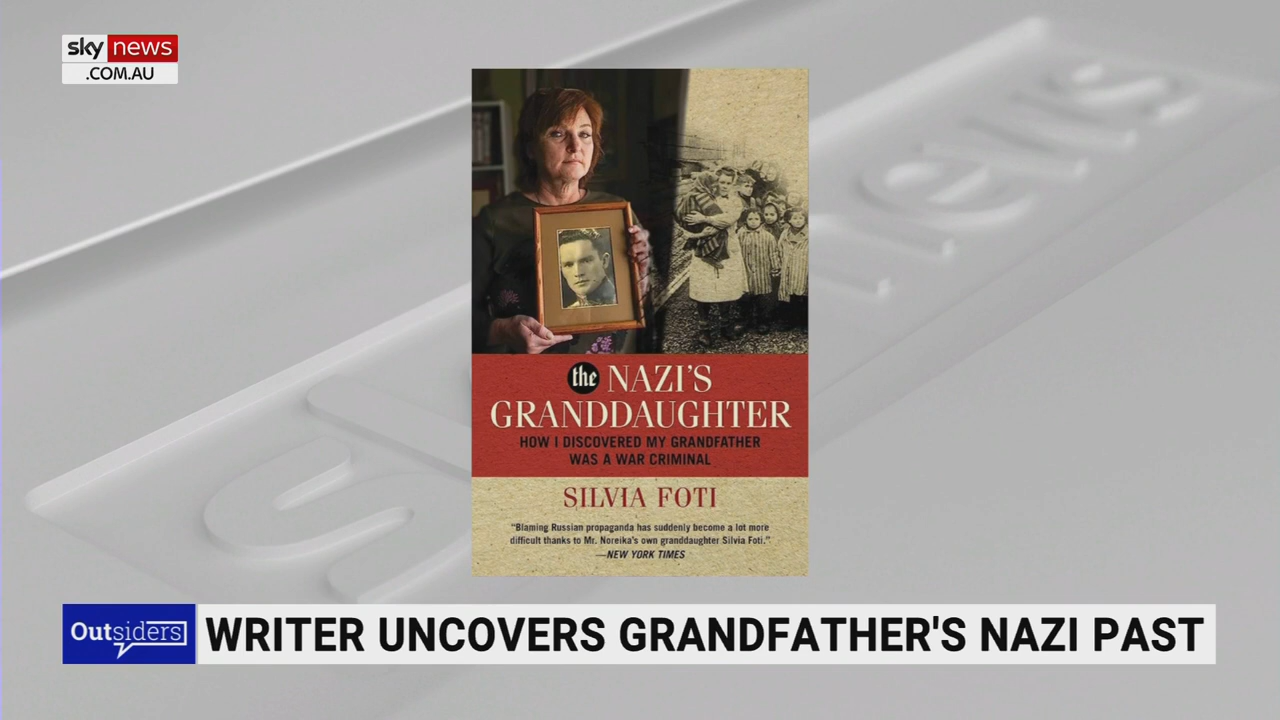 sky news
.COM.AU
the NAZI'S
GRANDDAUGHTER
HOW I DISCOVERED MY GRANDFATHER
WAS A WAR CRIMINAL
SILVIA FOTI
“Blaming Russian propaganda has suddenly become a lot more
difficult thanks to Mr. Noreika's own granddaughter Silvia Foti.”
—NEW YORK TIMES
Outsiders
WRITER UNCOVERS GRANDFATHER'S NAZI PAST
sky news